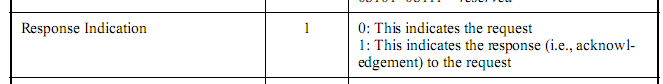 Response Indication 1 0: This indicates the request
1: This indicates the response (i.e., acknowl-
edgement) to the request